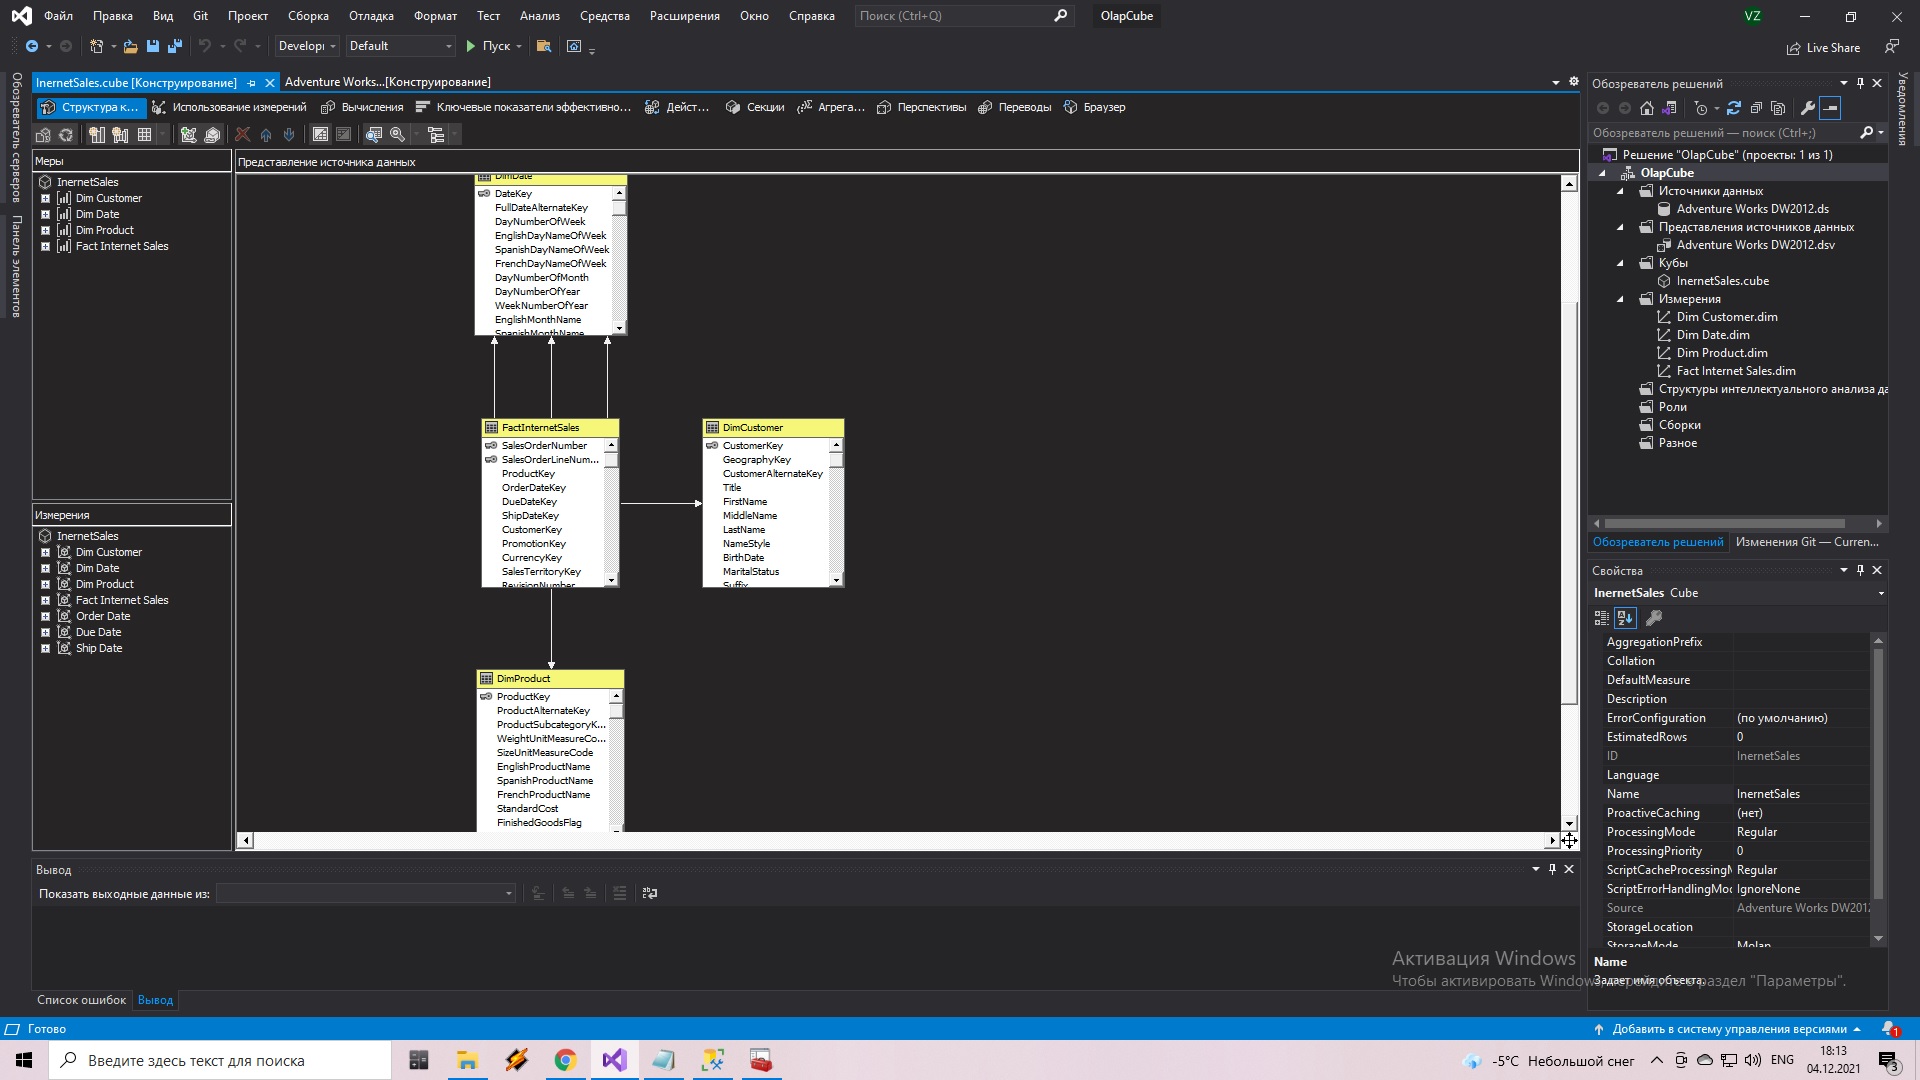 Файл Правка Вид Git Проект Сборка Отладка Формат Тест Анализ Средства Расширения Окно Справка Поиск (Ctrl+Q) OlapCube VZ
Developı Default Пуск Live Share
InernetSales.cube [Конструирование] Adventure Works...[Конструирование]
Структура к... Использование измерений Вычисления Ключевые показатели эффективно... Дейст... Секции Агрега... Перспективы Переводы Браузер
Обозреватель серверов
Панель элементов
Меры
InernetSales
Dim Customer
Dim Date
Dim Product
Fact Internet Sales
Измерения
InernetSales
Dim Customer
Dim Date
Dim Product
Fact Internet Sales
Order Date
Due Date
Ship Date
Представление источника данных
DimDate
DateKey
FullDateAlternateKey
DayNumberOfWeek
EnglishDayNameOfWeek
SpanishDayNameOfWeek
FrenchDayNameOfWeek
DayNumberOfMonth
DayNumberOfYear
WeekNumberOfYear
EnglishMonthName
SpanishMonthName
FactInternetSales
SalesOrderNumber
SalesOrderLineNum...
ProductKey
OrderDateKey
DueDateKey
ShipDateKey
CustomerKey
PromotionKey
CurrencyKey
SalesTerritoryKey
RevisionNumber
DimCustomer
CustomerKey
GeographyKey
CustomerAlternateKey
Title
FirstName
MiddleName
LastName
NameStyle
BirthDate
MaritalStatus
Suffix
DimProduct
ProductKey
ProductAlternateKey
ProductSubcategoryK...
WeightUnitMeasureCo...
SizeUnitMeasureCode
EnglishProductName
SpanishProductName
FrenchProductName
StandardCost
FinishedGoodsFlag
Вывод
Показать выходные данные из:
Список ошибок Вывод
Обозреватель решений
Обозреватель решений — поиск (Ctrl+;)
Решение "OlapCube" (проекты: 1 из 1)
OlapCube
Источники данных
Adventure Works DW2012.ds
Представления источников данных
Adventure Works DW2012.dsv
Кубы
InernetSales.cube
Измерения
Dim Customer.dim
Dim Date.dim
Dim Product.dim
Fact Internet Sales.dim
Структуры интеллектуального анализа да
Роли
Сборки
Разное
Обозреватель решений Изменения Git — Curren...
Уведомления
Свойства
InernetSales Cube
AggregationPrefix
Collation
DefaultMeasure
Description
ErrorConfiguration (по умолчанию)
EstimatedRows 0
ID InernetSales
Language
Name InernetSales
ProactiveCaching (нет)
ProcessingMode Regular
ProcessingPriority 0
ScriptCacheProcessingM Regular
ScriptErrorHandlingMod IgnoreNone
Source Adventure Works DW2012
StorageLocation
StorageMode Molap
Name
Задает имя объекта.
Активация Windows
Чтобы активировать Windows, перейдите в раздел "Параметры".
Готово Добавить в систему управления версиями 1
Введите здесь текст для поиска -5°C Небольшой снег ENG 18:13
04.12.2021 3